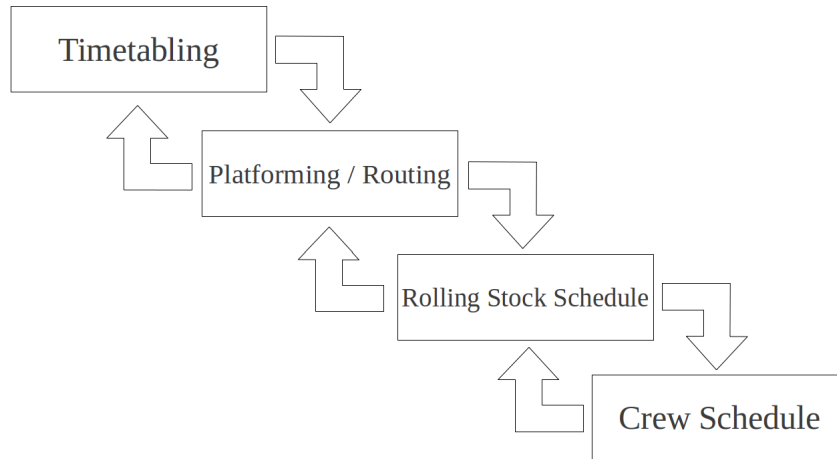 Timetabling
Platforming / Routing
Rolling Stock Schedule
Crew Schedule